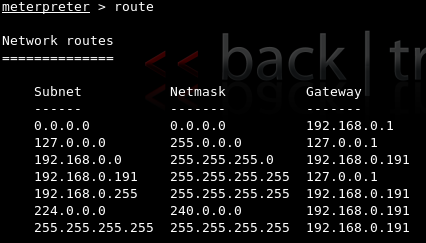 meterpreter > route
Network routes
==============
Subnet Netmask Gateway
------ ------- -------
0.0.0.0 0.0.0.0 192.168.0.1
127.0.0.0 255.0.0.0 127.0.0.1
192.168.0.0 255.255.255.0 192.168.0.191
192.168.0.191 255.255.255.255 127.0.0.1
192.168.0.255 255.255.255.255 192.168.0.191
224.0.0.0 240.0.0.0 192.168.0.191
255.255.255.255 255.255.255.255 192.168.0.191
<< back | tr